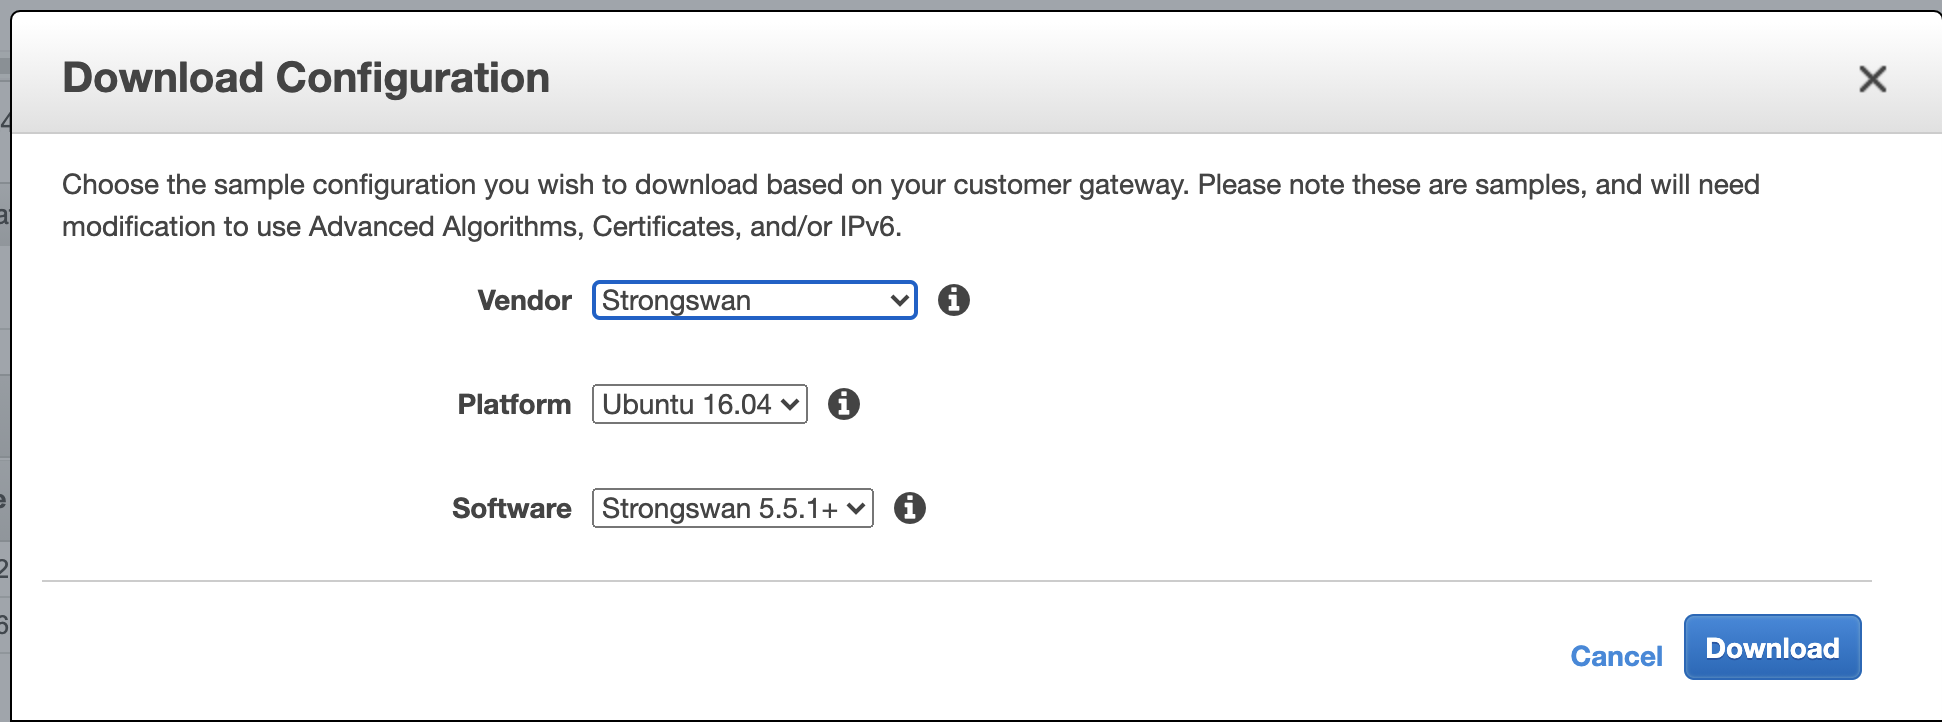 Download Configuration
Choose the sample configuration you wish to download based on your customer gateway. Please note these are samples, and will need
modification to use Advanced Algorithms, Certificates, and/or IPv6.
Vendor Strongswan
Platform Ubuntu 16.04
Software Strongswan 5.5.1+
Cancel Download